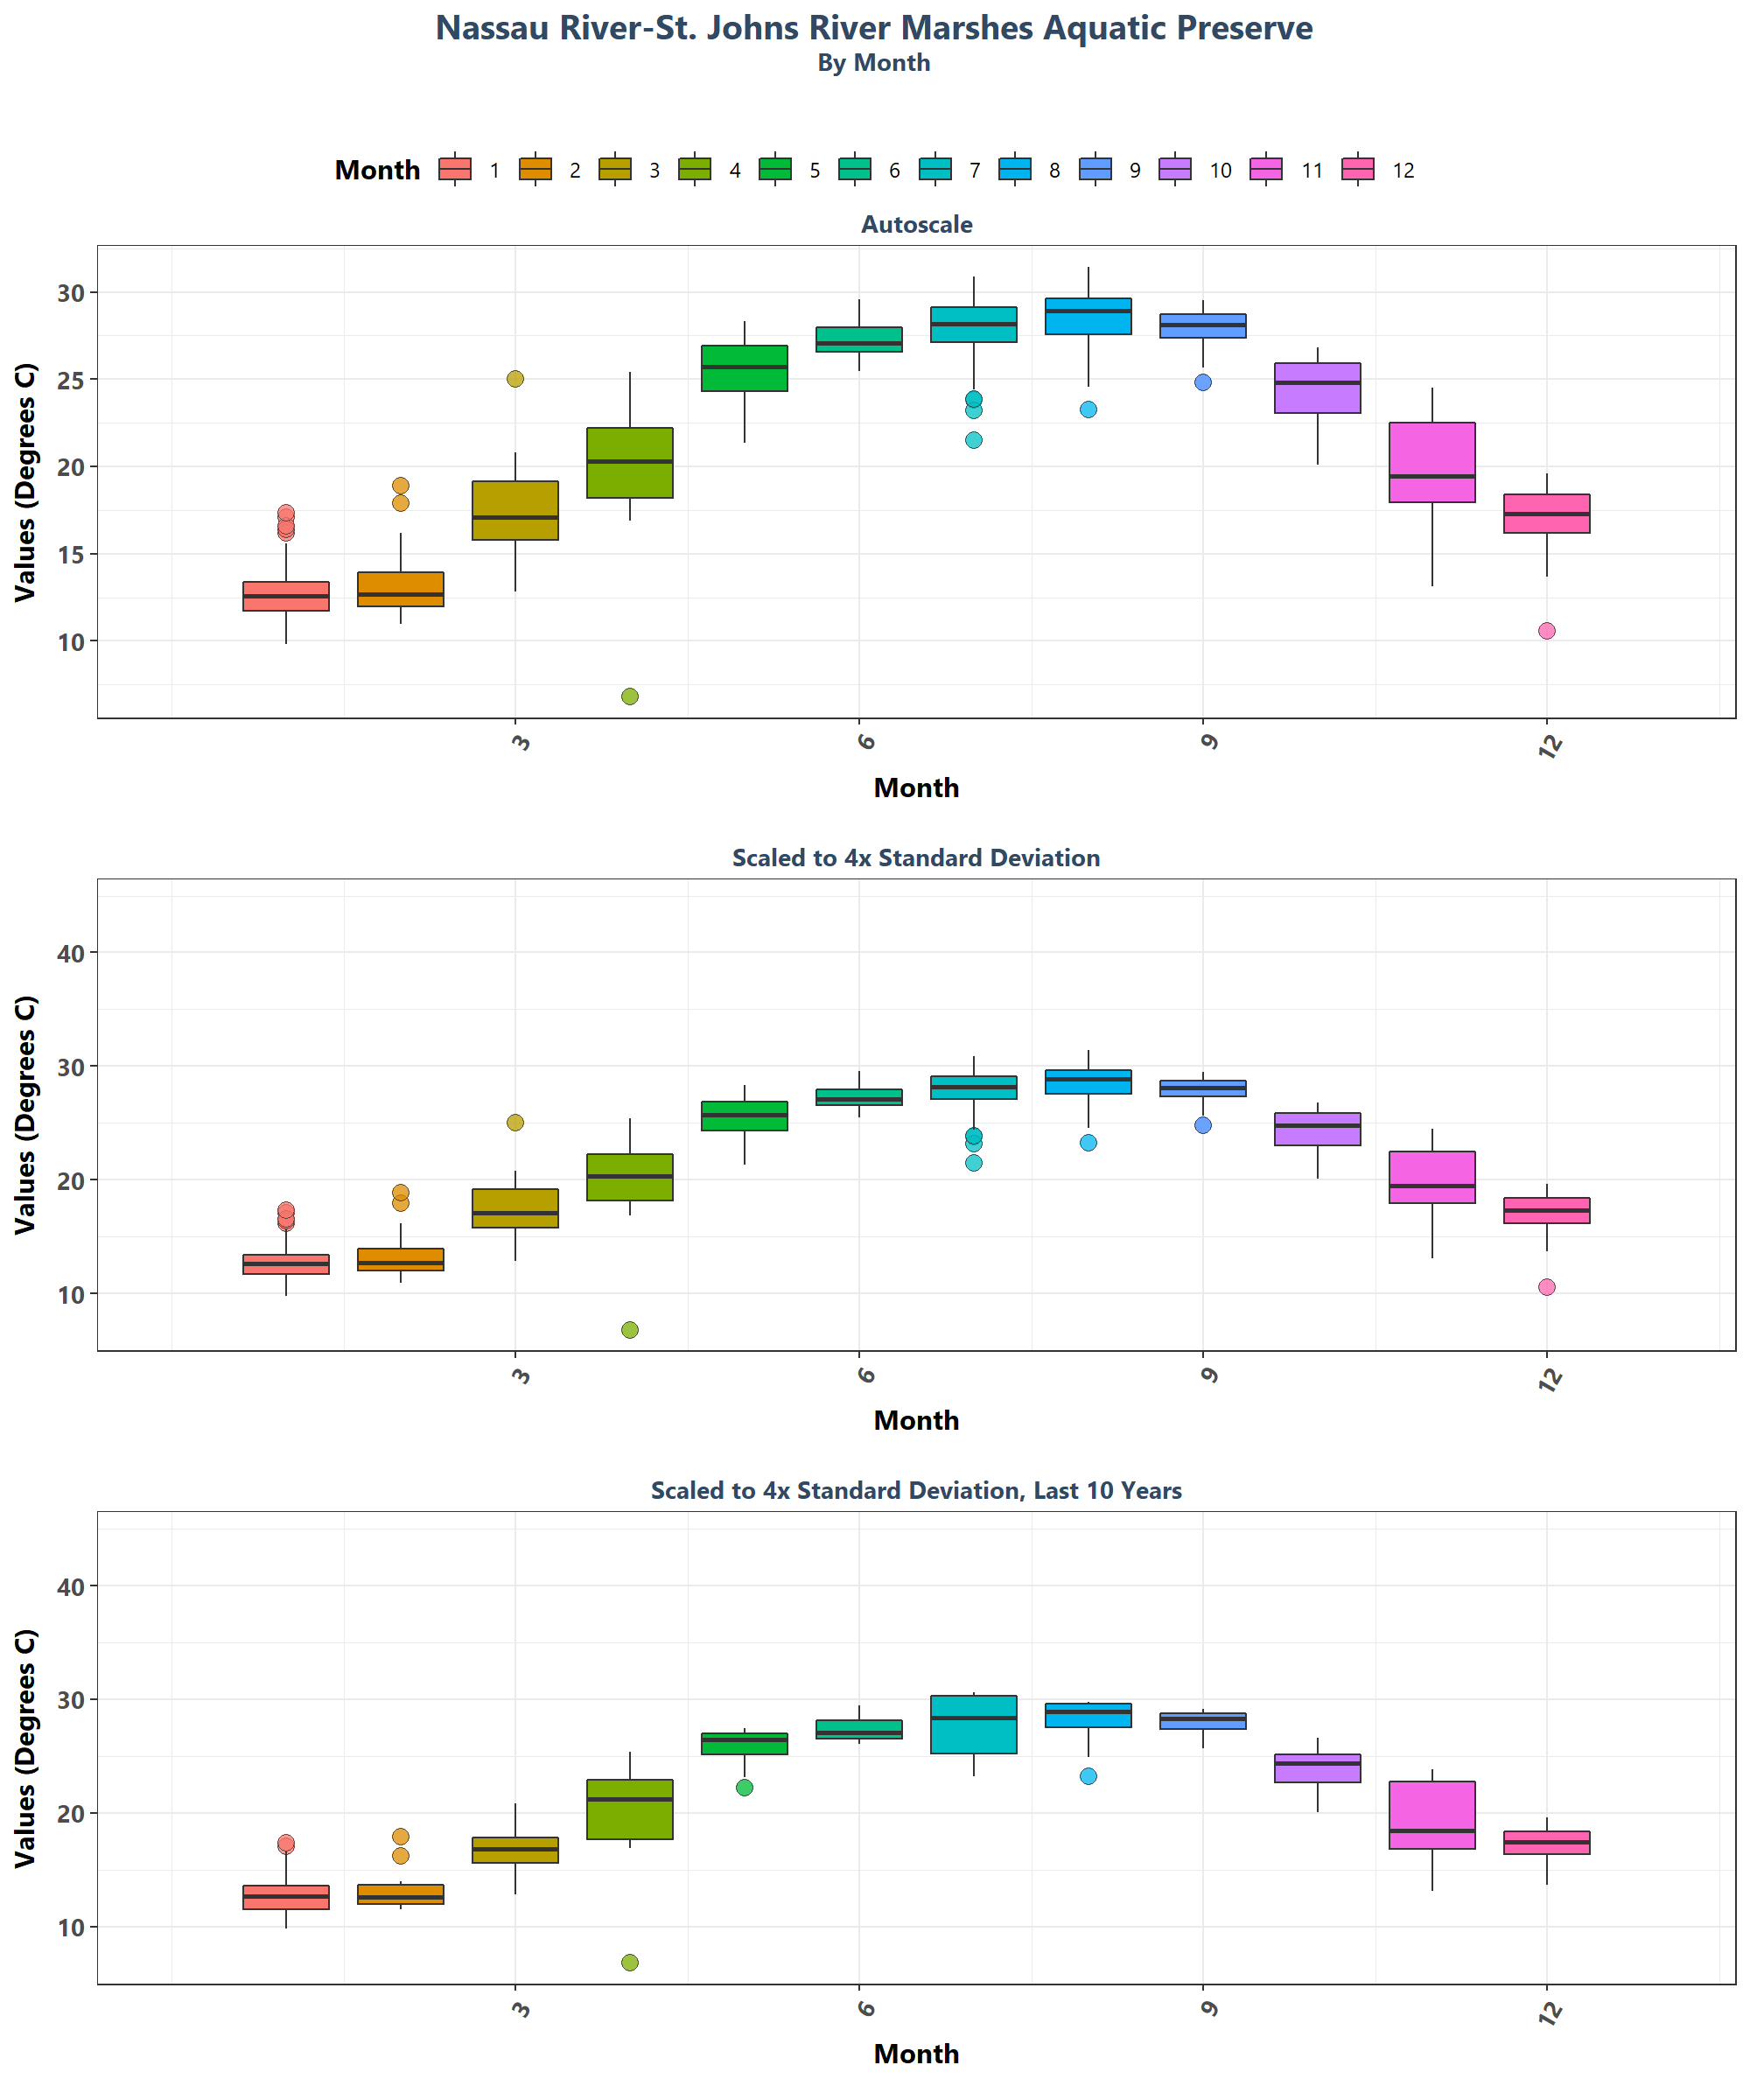 Nassau River-St. Johns River Marshes Aquatic Preserve
By Month
Month 1 2 3 4 5 6 7 8 9 10 11 12
Autoscale
Values (Degrees C)
30
25
20
15
10
3 6 9 12
Month
Scaled to 4x Standard Deviation
Values (Degrees C)
40
30
20
10
3 6 9 12
Month
Scaled to 4x Standard Deviation, Last 10 Years
Values (Degrees C)
40
30
20
10
3 6 9 12
Month